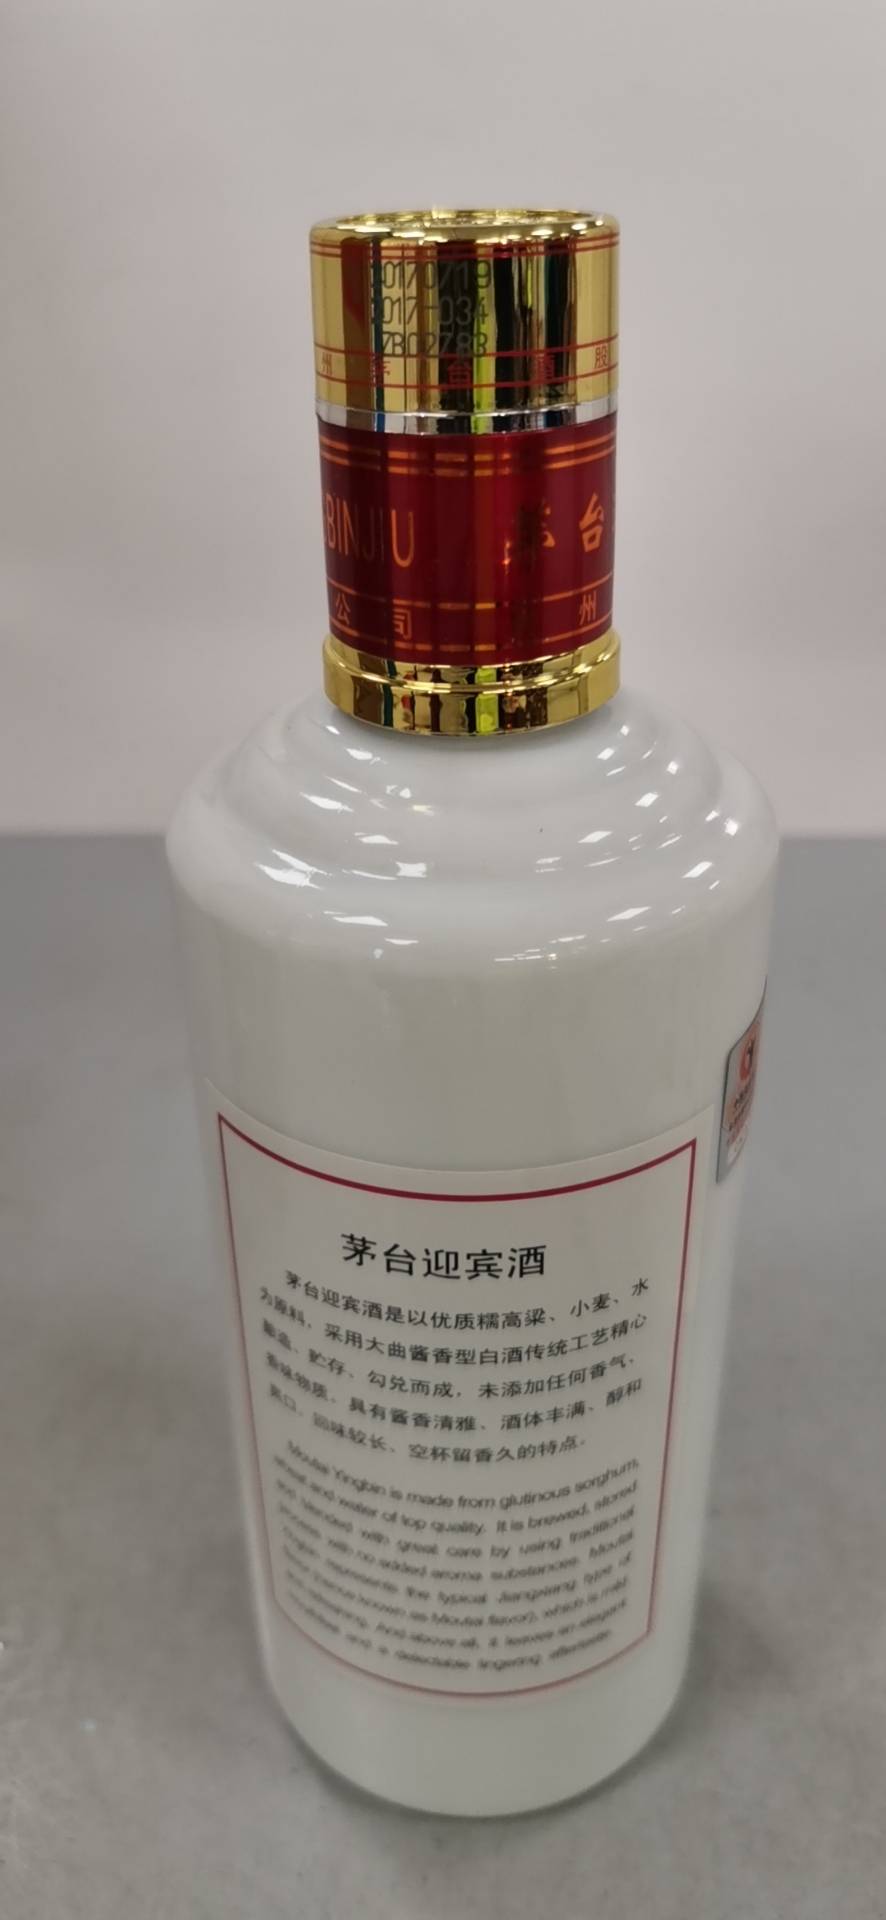 20170719
2017-034
ZB02783
州 茅 台 酒 股
BINJIU 茅台
公 司 州
茅台迎宾酒
茅台迎宾酒是以优质糯高粱、小麦、水
为原料，采用大曲酱香型白酒传统工艺精心
酿造、贮存、勾兑而成，未添加任何香气、
香味物质。具有酱香清雅、酒体丰满、醇和
爽口、回味较长、空杯留香久的特点。
Moutai Yingbin is made from glutinous sorghum,
wheat and water of top quality. It is brewed, stored
and blended with great care by using traditional
process with no added aroma substances. Moutai
Yingbin represents the typical Jiangxiang type of
flavor (hence known as Moutai flavor), which is mild
and refreshing. And above all, it leaves an elegant
and a delectable lingering aftertaste.